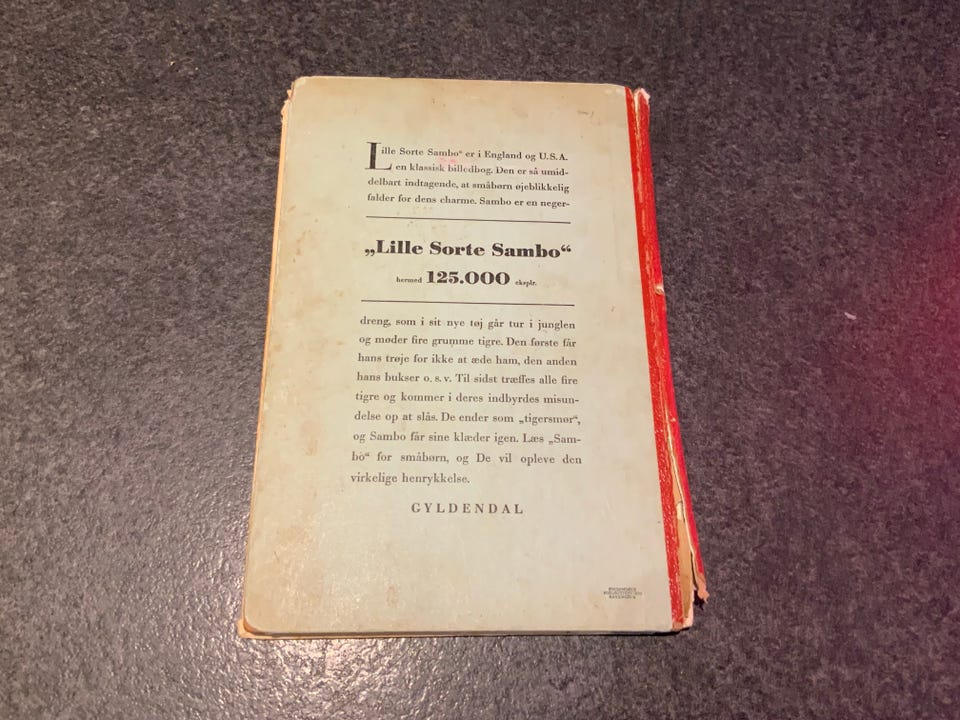 Lille Sorte Sambo“ er i England og U.S.A.
en klassisk billedbog. Den er så umid-
delbart indtagende, at småbørn øjeblikkelig
falder for dens charme. Sambo er en neger-
„Lille Sorte Sambo“
hermed 125.000 eksplr.
dreng, som i sit nye tøj går tur i junglen
og møder fire grumme tigre. Den første får
hans trøje for ikke at æde ham, den anden
hans bukser o. s. v. Til sidst træffes alle fire
tigre og kommer i deres indbyrdes misun-
delse op at slås. De ender som „tigersmør“,
og Sambo får sine klæder igen. Læs „Sam-
bo“ for småbørn, og De vil opleve den
virkelige henrykkelse.
GYLDENDAL